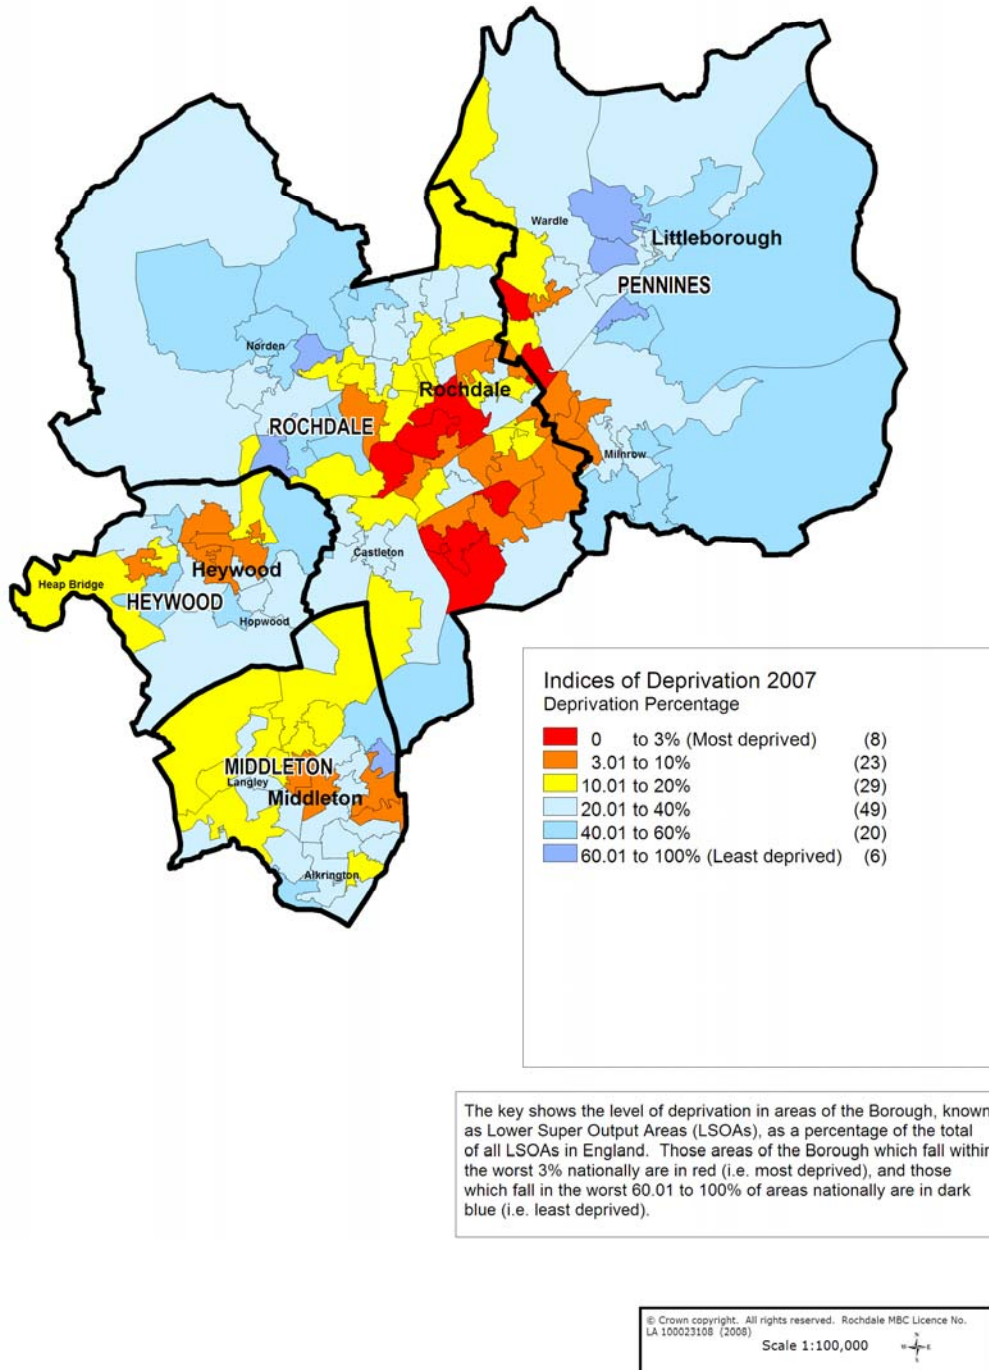 Wardle
Littleborough
PENNINES
Norden
Rochdale
ROCHDALE
Milnrow
Castleton
Heywood
Heap Bridge
HEYWOOD
Hopwood
MIDDLETON
Langley
Middleton
Alkrington
Indices of Deprivation 2007
Deprivation Percentage
0 to 3% (Most deprived) (8)
3.01 to 10% (23)
10.01 to 20% (29)
20.01 to 40% (49)
40.01 to 60% (20)
60.01 to 100% (Least deprived) (6)
The key shows the level of deprivation in areas of the Borough, known
as Lower Super Output Areas (LSOAs), as a percentage of the total
of all LSOAs in England. Those areas of the Borough which fall within
the worst 3% nationally are in red (i.e. most deprived), and those
which fall in the worst 60.01 to 100% of areas nationally are in dark
blue (i.e. least deprived).
© Crown copyright. All rights reserved. Rochdale MBC Licence No.
LA 100023108 (2008)
Scale 1:100,000
N
W E
S